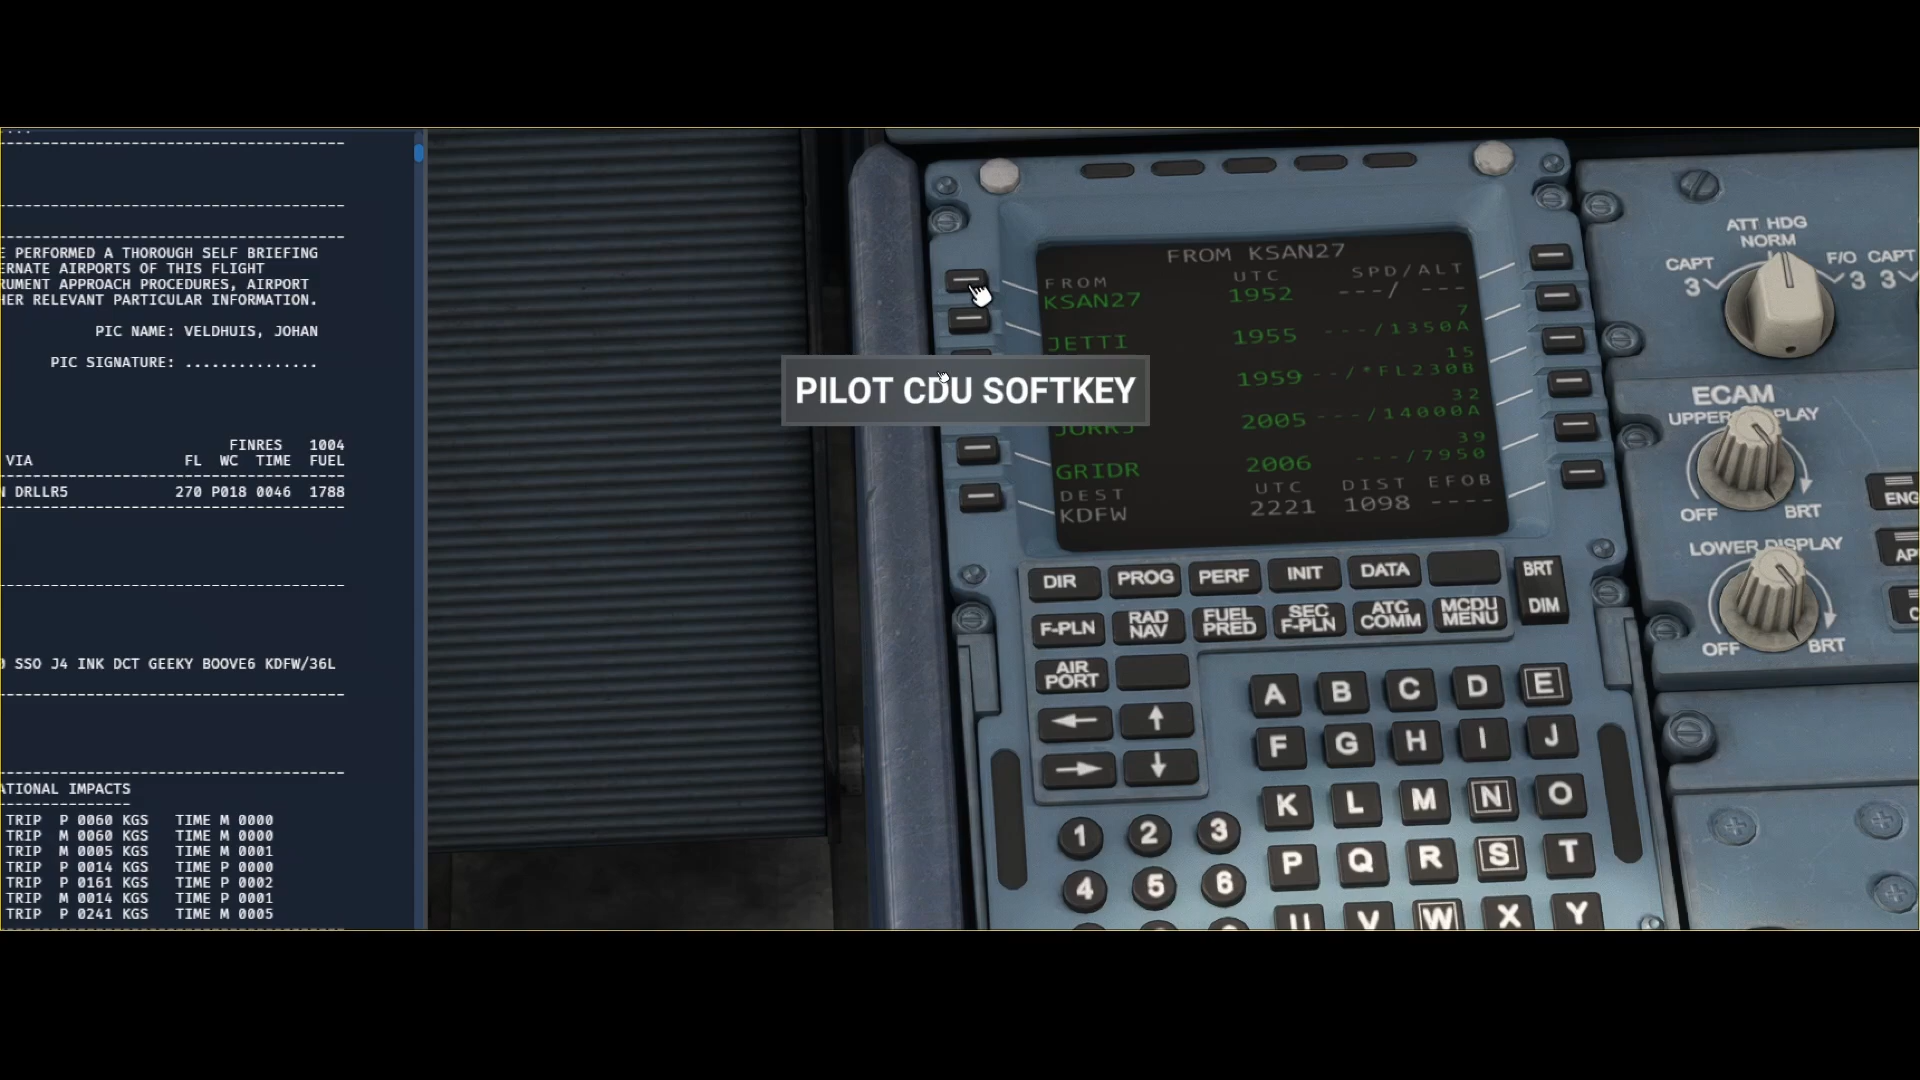 ...
------------------------------
------------------------------
------------------------------
E PERFORMED A THOROUGH SELF BRIEFING
ERNATE AIRPORTS OF THIS FLIGHT
RUMENT APPROACH PROCEDURES, AIRPORT
HER RELEVANT PARTICULAR INFORMATION.
PIC NAME: VELDHUIS, JOHAN
PIC SIGNATURE: ...............
FINRES 1004
VIA FL WC TIME FUEL
------------------------------
N DRLLR5 270 P018 0046 1788
------------------------------
------------------------------
SSO J4 INK DCT GEEKY BOOVE6 KDFW/36L
------------------------------
------------------------------
ATIONAL IMPACTS
--------------
TRIP P 0060 KGS TIME M 0000
TRIP M 0060 KGS TIME M 0000
TRIP M 0005 KGS TIME M 0001
TRIP P 0014 KGS TIME P 0000
TRIP P 0161 KGS TIME P 0002
TRIP M 0014 KGS TIME P 0001
TRIP P 0241 KGS TIME M 0005
------------------------------
PILOT CDU SOFTKEY
FROM KSAN27
FROM UTC SPD/ALT
KSAN27 1952 ---/ ---
7
JETTI 1955 ---/1350A
15
1959 --/*FL230B
32
2005 ---/14000A
39
GRIDR 2006 ---/7950
DEST UTC DIST EFOB
KDFW 2221 1098 ----
DIR PROG PERF INIT DATA
BRT
DIM
F-PLN RAD NAV FUEL PRED SEC F-PLN ATC COMM MCDU MENU
AIR PORT
← ↑
→ ↓
A B C D E
F G H I J
K L M N O
P Q R S T
U V W X Y
1 2 3
4 5 6
ATT HDG
NORM
CAPT F/O CAPT
3 3 3
ECAM
UPPER DISPLAY
OFF BRT
ENG
LOWER DISPLAY
AP
OFF BRT